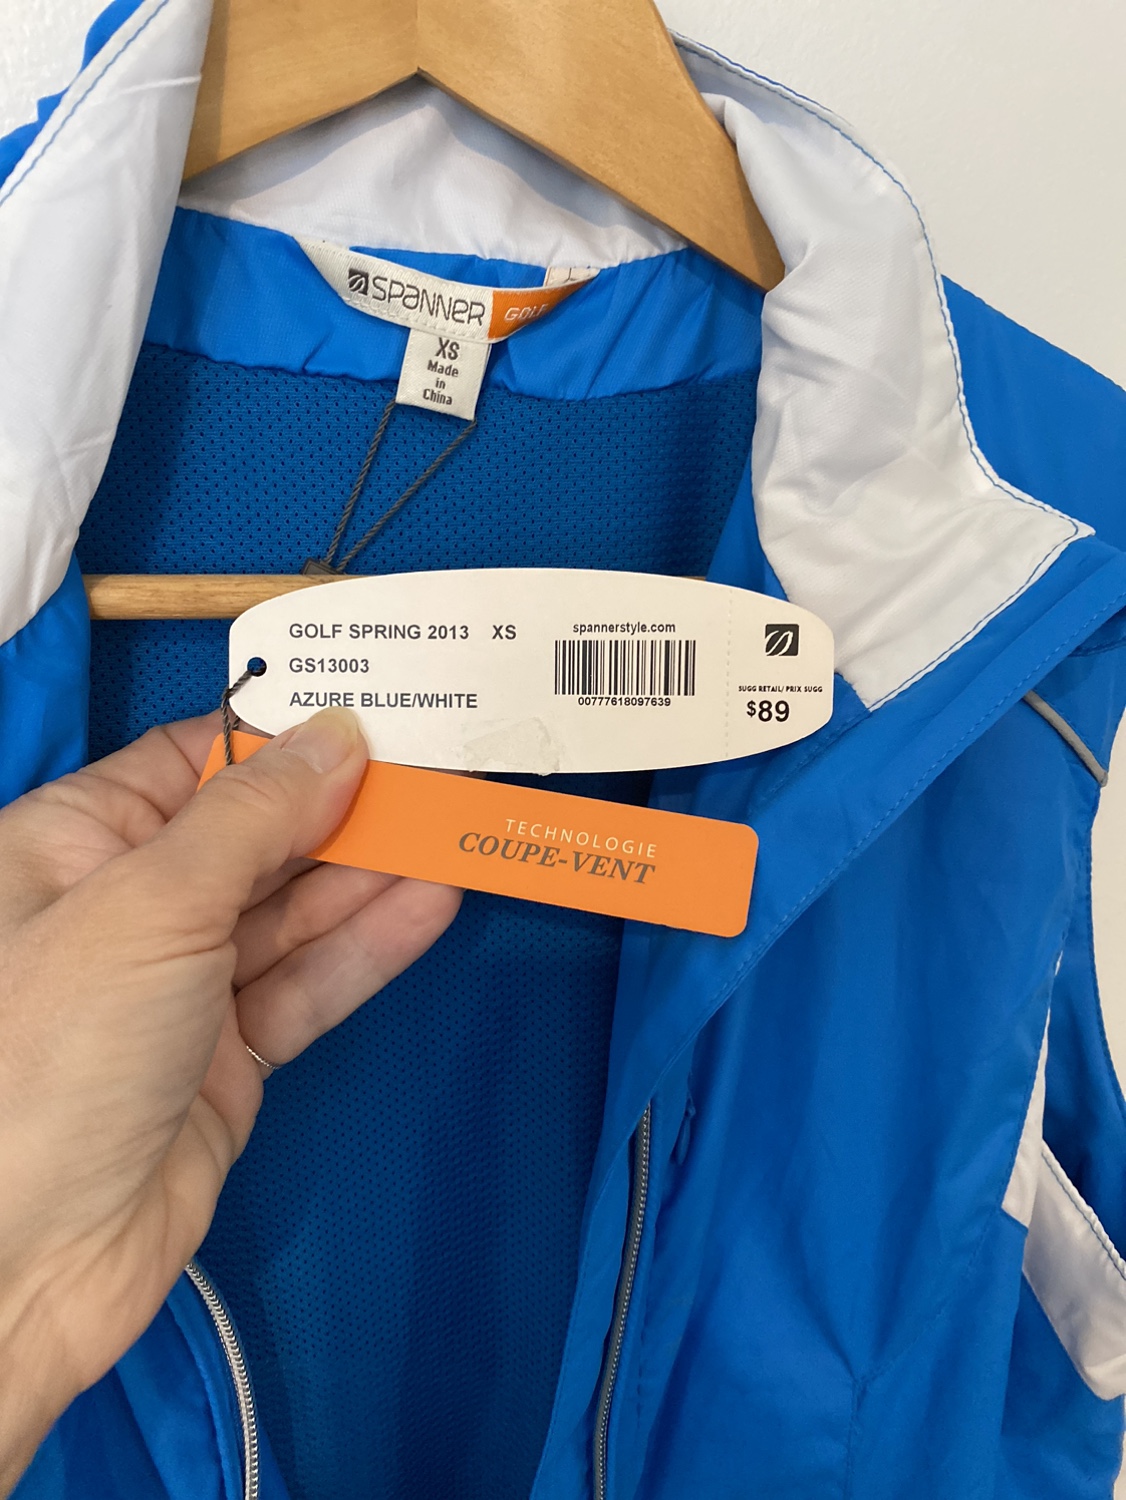 SPANNER GOLF
XS
Made
in
China
GOLF SPRING 2013 XS
GS13003
AZURE BLUE/WHITE
spannerstyle.com
00777618097639
SUGG RETAIL/ PRIX SUGG
$89
TECHNOLOGIE
COUPE-VENT